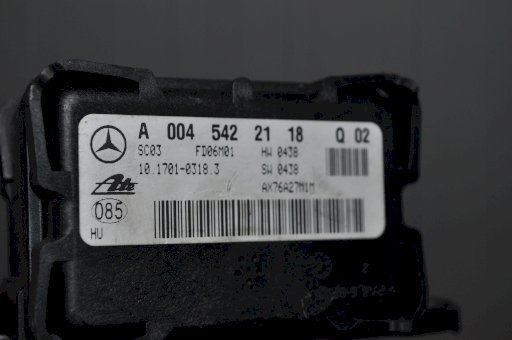 A 004 542 21 18 Q 02
SC03 FD06M01 HW 0438
10.1701-0318.3 SW 0438
Ate AX76A27M1M
085
HU